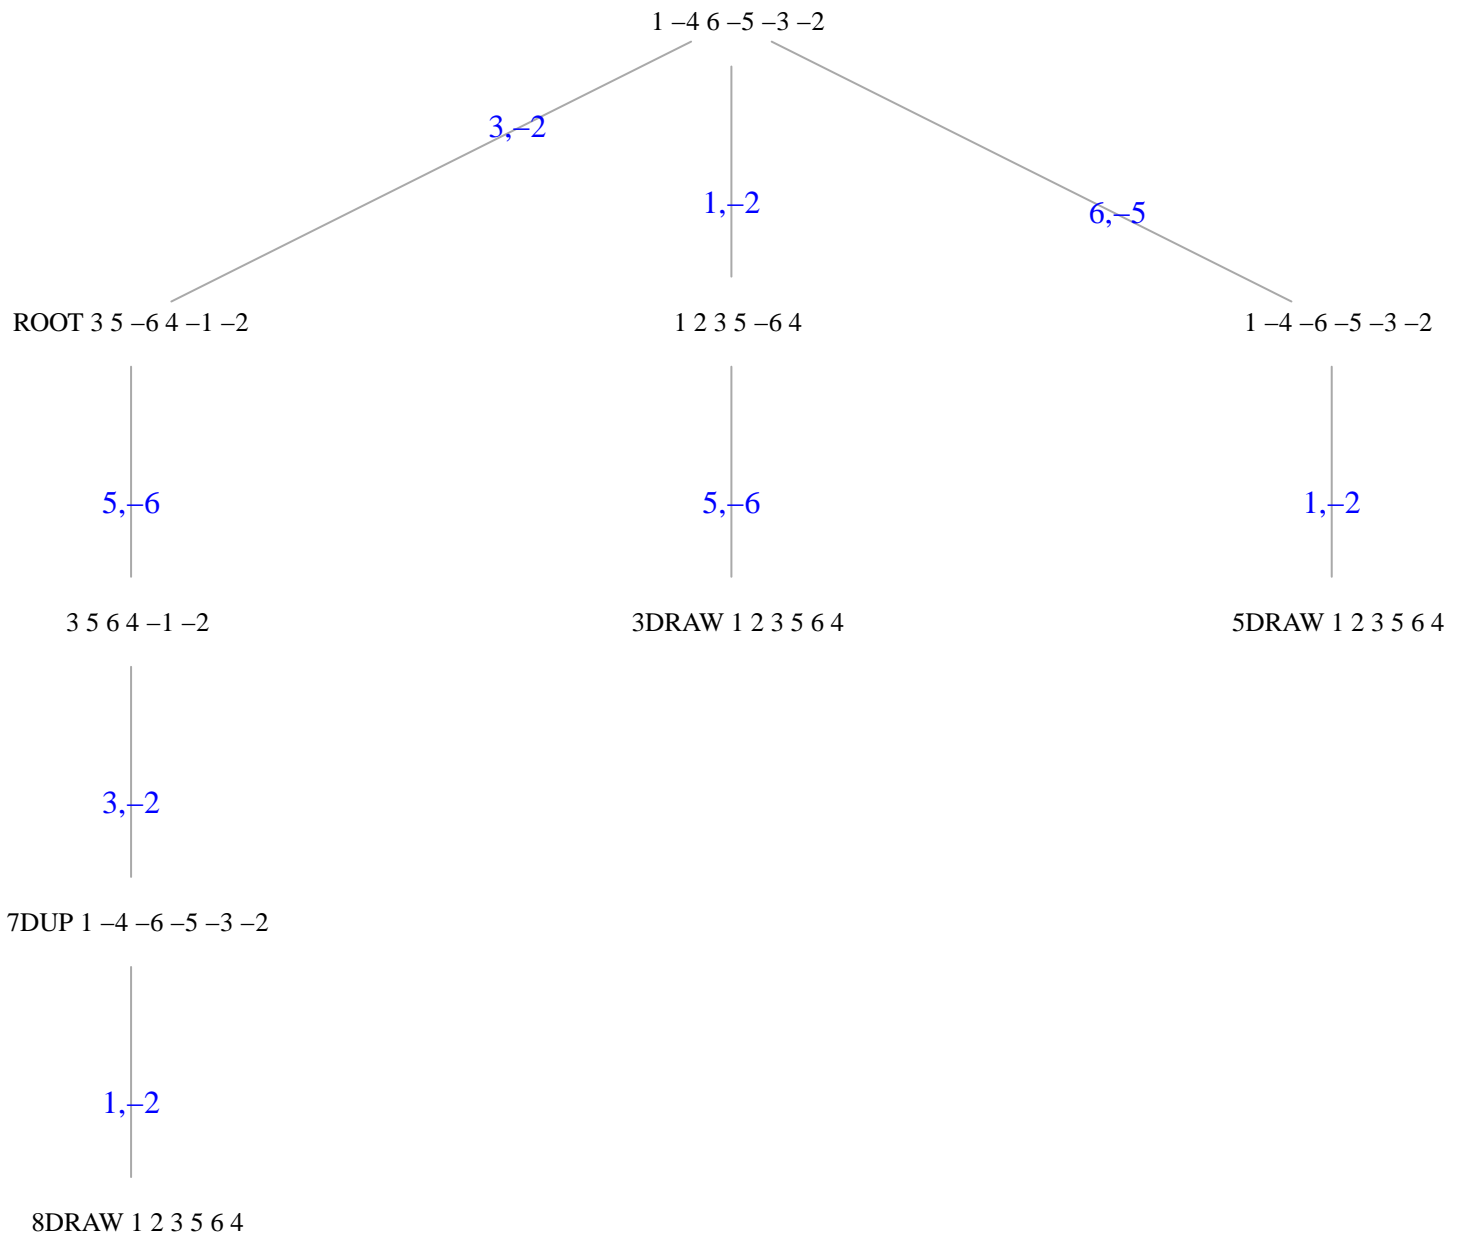 1 –4 6 –5 –3 –2
3,–2
1,–2
6,–5
ROOT 3 5 –6 4 –1 –2
1 2 3 5 –6 4
1 –4 –6 –5 –3 –2
5,–6
5,–6
1,–2
3 5 6 4 –1 –2
3DRAW 1 2 3 5 6 4
5DRAW 1 2 3 5 6 4
3,–2
7DUP 1 –4 –6 –5 –3 –2
1,–2
8DRAW 1 2 3 5 6 4